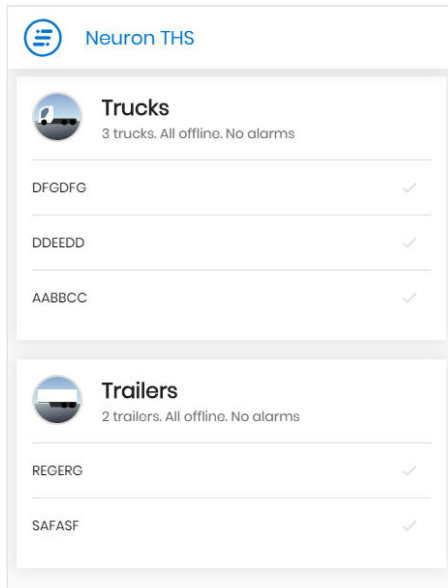 Neuron THS
Trucks
3 trucks. All offline. No alarms
DFGDFG
DDEEDD
AABBCC
Trailers
2 trailers. All offline. No alarms
REGERG
SAFASF